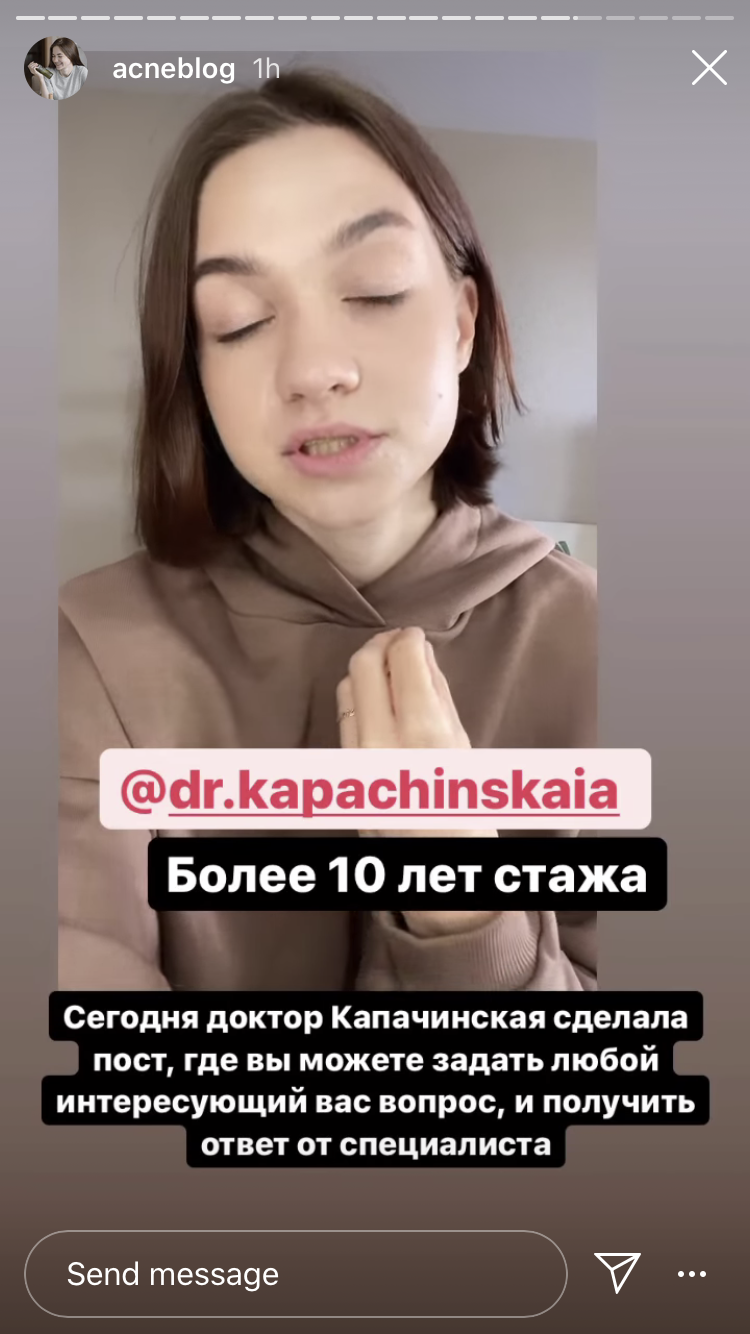 acneblog 1h
@dr.kapachinskaia
Более 10 лет стажа
Сегодня доктор Капачинская сделала
пост, где вы можете задать любой
интересующий вас вопрос, и получить
ответ от специалиста
Send message